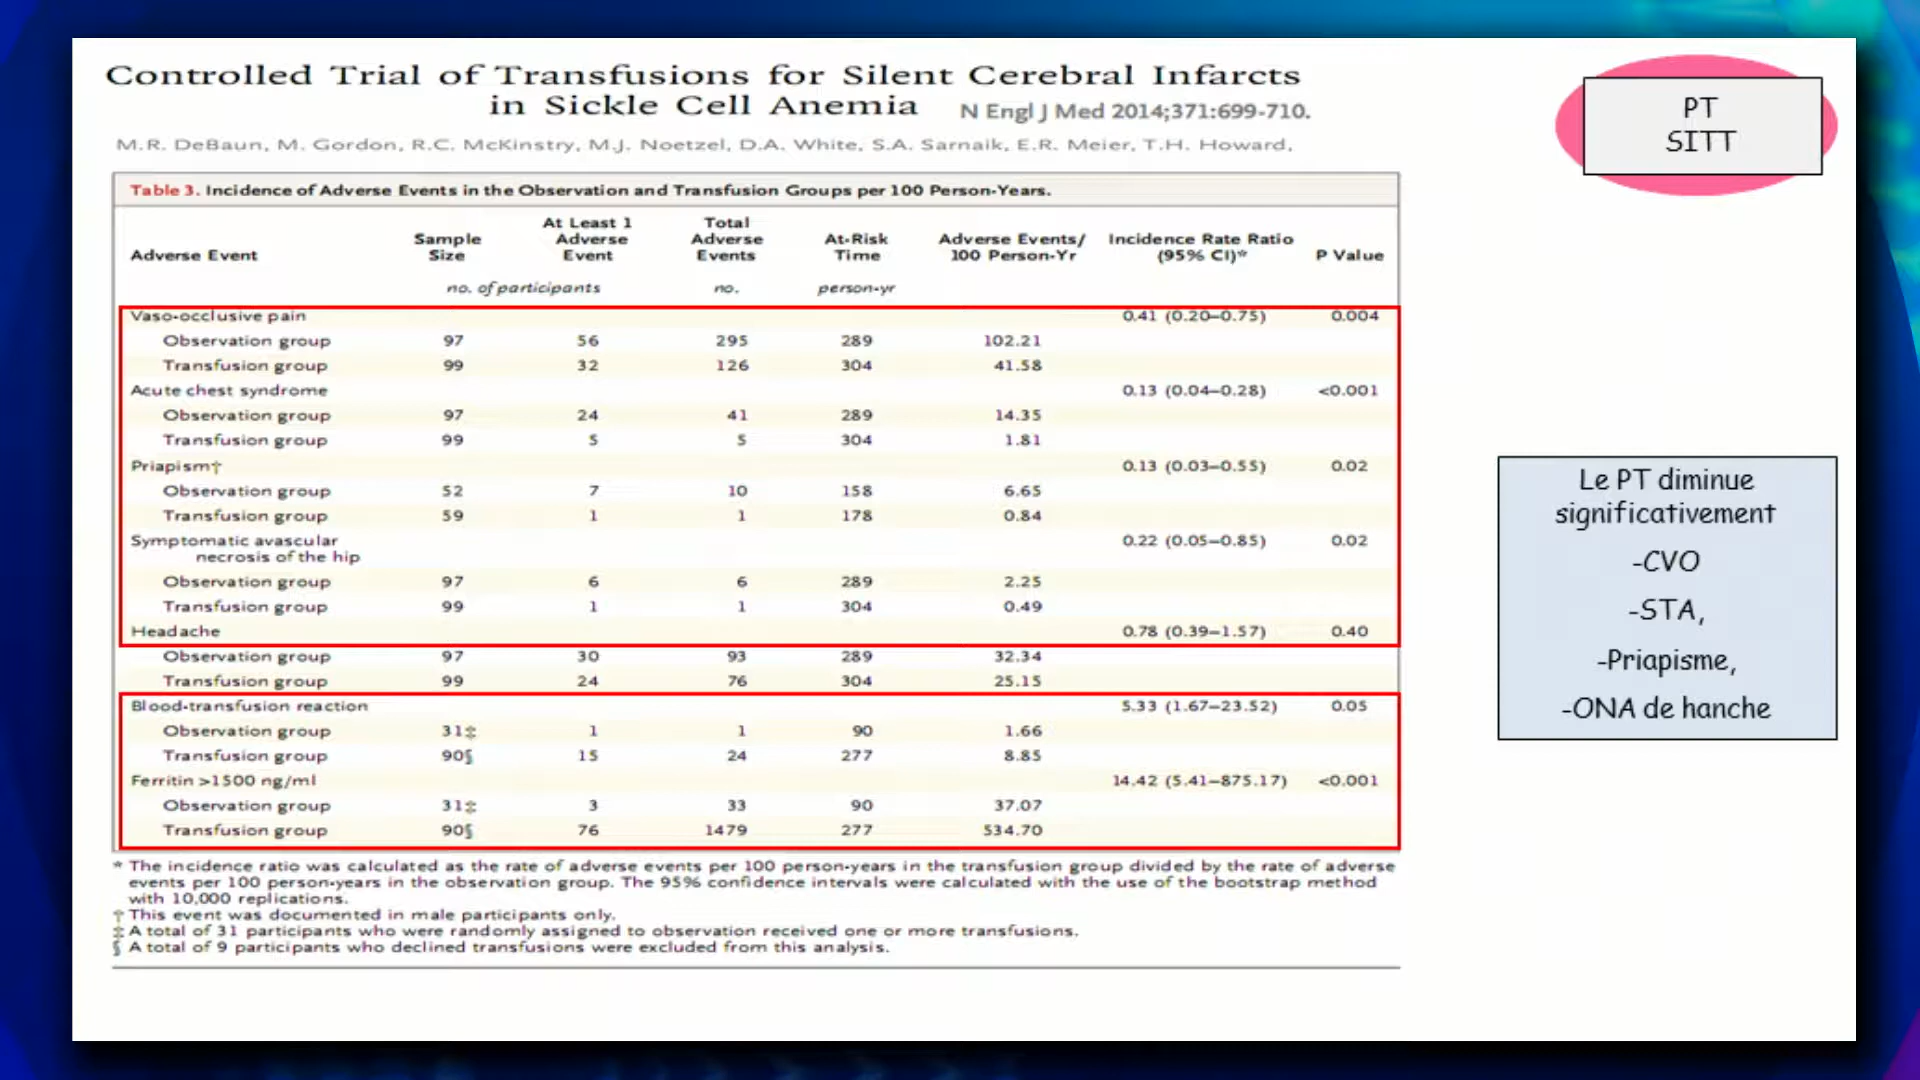 Controlled Trial of Transfusions for Silent Cerebral Infarcts
in Sickle Cell Anemia N Engl J Med 2014;371:699-710.
M.R. DeBaun, M. Gordon, R.C. McKinstry, M.J. Noetzel, D.A. White, S.A. Sarnaik, E.R. Meier, T.H. Howard,
PT
SITT
Table 3. Incidence of Adverse Events in the Observation and Transfusion Groups per 100 Person-Years.
Adverse Event Sample Size At Least 1 Adverse Event Total Adverse Events At-Risk Time Adverse Events/ 100 Person-Yr Incidence Rate Ratio (95% CI)* P Value
no. of participants no. person-yr
Vaso-occlusive pain 0.41 (0.20–0.75) 0.004
Observation group 97 56 295 289 102.21
Transfusion group 99 32 126 304 41.58
Acute chest syndrome 0.13 (0.04–0.28) <0.001
Observation group 97 24 41 289 14.35
Transfusion group 99 5 5 304 1.81
Priapism† 0.13 (0.03–0.55) 0.02
Observation group 52 7 10 158 6.65
Transfusion group 59 1 1 178 0.84
Symptomatic avascular 0.22 (0.05–0.85) 0.02
necrosis of the hip
Observation group 97 6 6 289 2.25
Transfusion group 99 1 1 304 0.49
Headache 0.78 (0.39–1.57) 0.40
Observation group 97 30 93 289 32.34
Transfusion group 99 24 76 304 25.15
Blood-transfusion reaction 5.33 (1.67–23.52) 0.05
Observation group 31‡ 1 1 90 1.66
Transfusion group 90§ 15 24 277 8.85
Ferritin >1500 ng/ml 14.42 (5.41–875.17) <0.001
Observation group 31‡ 3 33 90 37.07
Transfusion group 90§ 76 1479 277 534.70
* The incidence ratio was calculated as the rate of adverse events per 100 person-years in the transfusion group divided by the rate of adverse
events per 100 person-years in the observation group. The 95% confidence intervals were calculated with the use of the bootstrap method
with 10,000 replications.
† This event was documented in male participants only.
‡ A total of 31 participants who were randomly assigned to observation received one or more transfusions.
§ A total of 9 participants who declined transfusions were excluded from this analysis.
Le PT diminue
significativement
-CVO
-STA,
-Priapisme,
-ONA de hanche